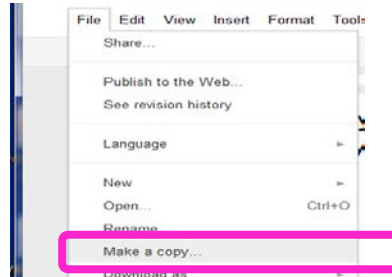 File Edit View Insert Format Tools
Share...
Publish to the Web...
See revision history
Language ►
New ►
Open... Ctrl+O
Rename...
Make a copy...
Download as ►